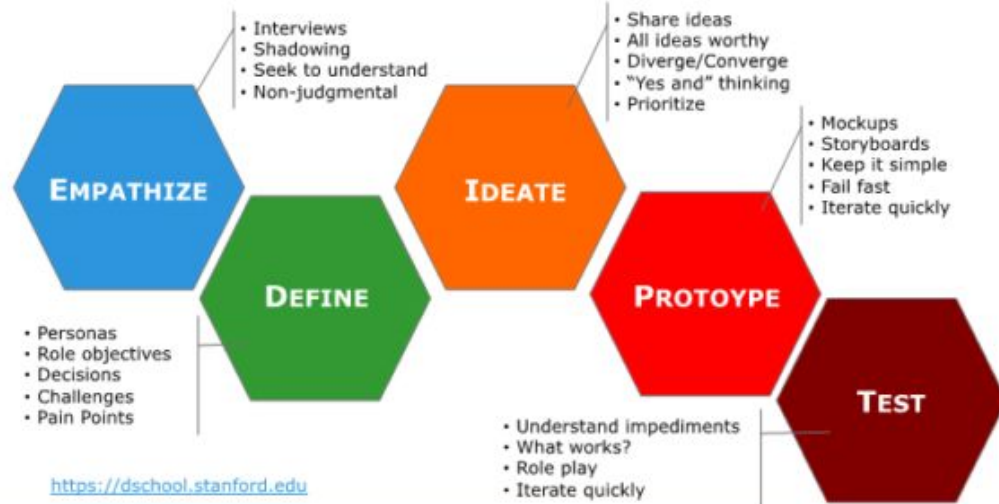 • Interviews
• Shadowing
• Seek to understand
• Non-judgmental
EMPATHIZE
• Personas
• Role objectives
• Decisions
• Challenges
• Pain Points
DEFINE
• Share ideas
• All ideas worthy
• Diverge/Converge
• “Yes and” thinking
• Prioritize
IDEATE
• Mockups
• Storyboards
• Keep it simple
• Fail fast
• Iterate quickly
PROTOYPE
• Understand impediments
• What works?
• Role play
• Iterate quickly
TEST
https://dschool.stanford.edu